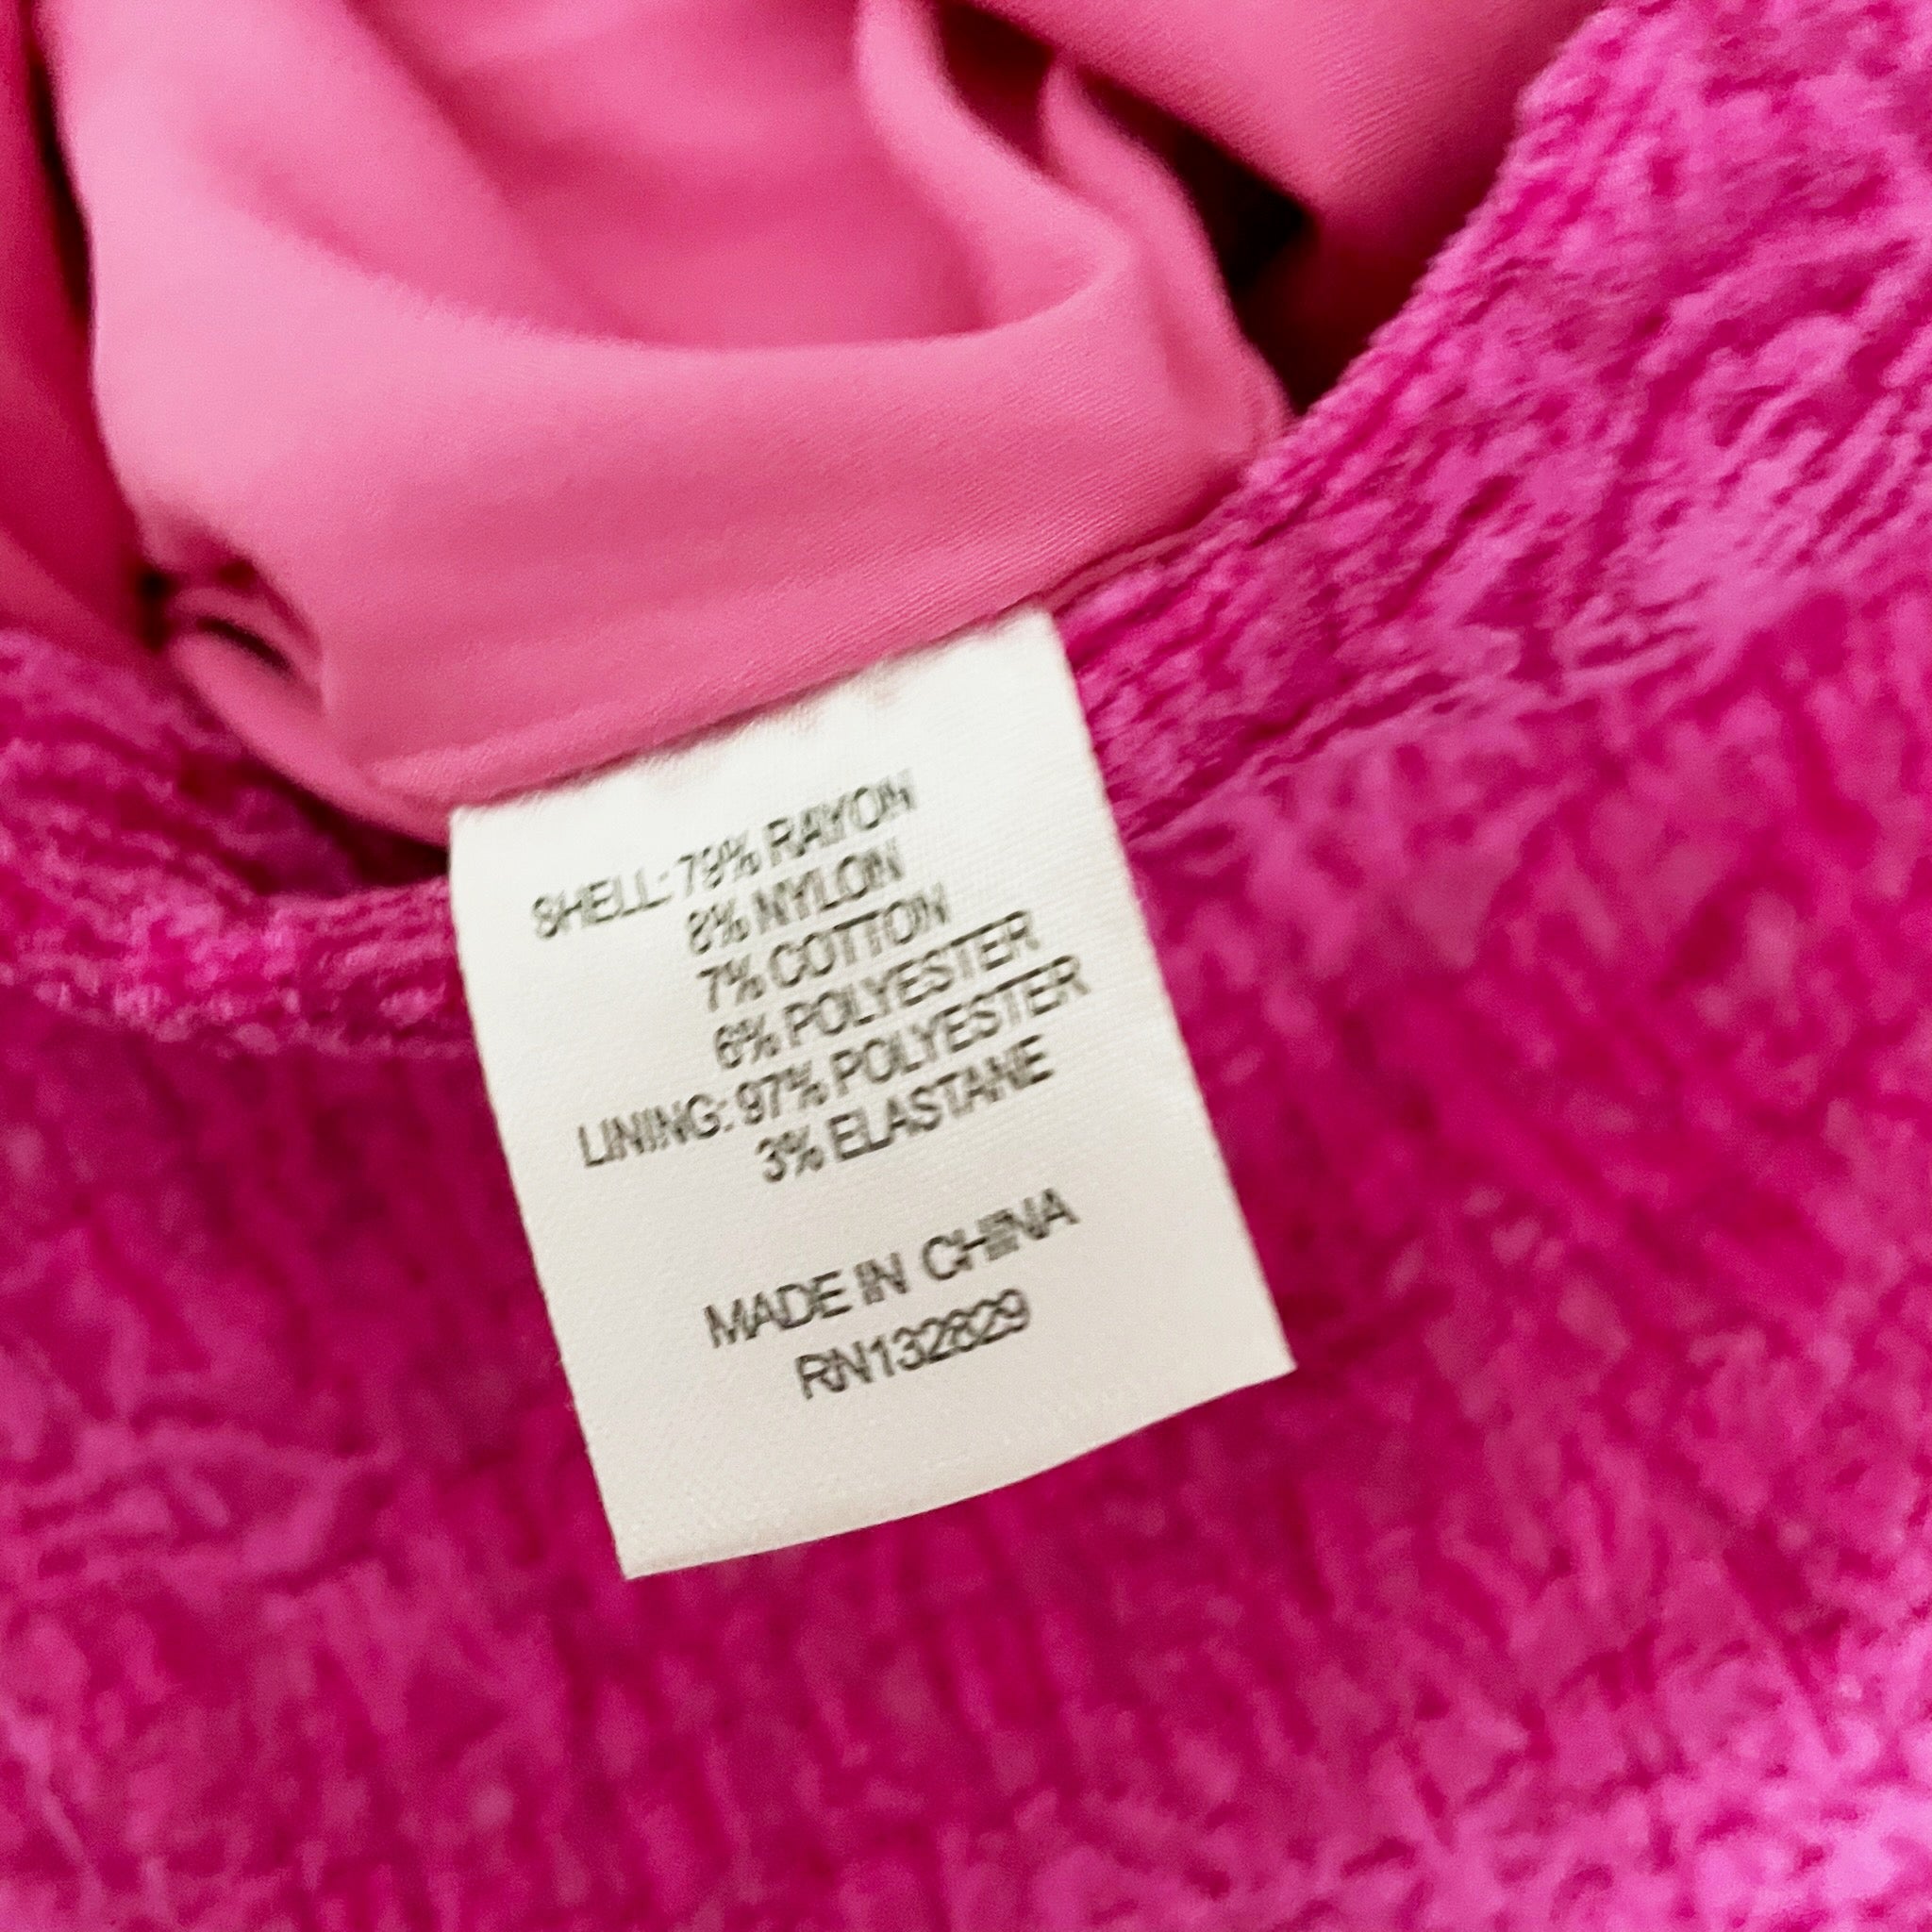 SHELL: 79% RAYON
8% NYLON
7% COTTON
6% POLYESTER
LINING: 97% POLYESTER
3% ELASTANE
MADE IN CHINA
RN132829